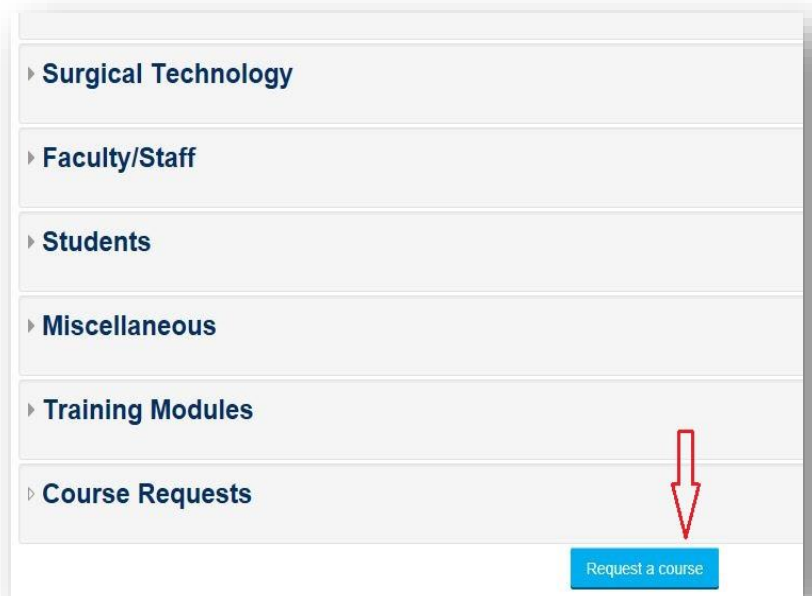 Surgical Technology
Faculty/Staff
Students
Miscellaneous
Training Modules
Course Requests
Request a course